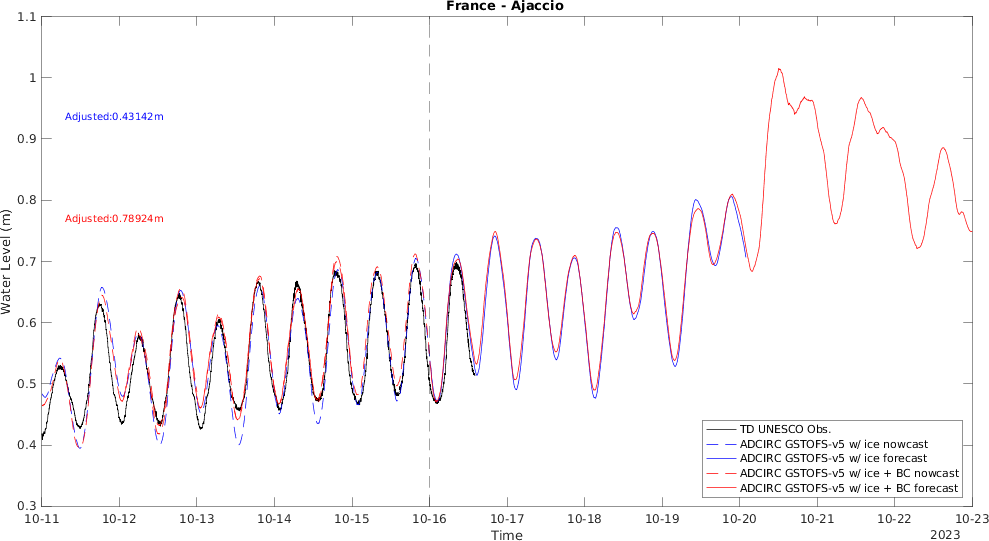 France - Ajaccio
1.1
1
0.9
0.8
0.7
0.6
0.5
0.4
0.3
Water Level (m)
Adjusted:0.43142m
Adjusted:0.78924m
TD UNESCO Obs.
ADCIRC GSTOFS-v5 w/ ice nowcast
ADCIRC GSTOFS-v5 w/ ice forecast
ADCIRC GSTOFS-v5 w/ ice + BC nowcast
ADCIRC GSTOFS-v5 w/ ice + BC forecast
10-11 10-12 10-13 10-14 10-15 10-16 10-17 10-18 10-19 10-20 10-21 10-22 10-23
Time
2023